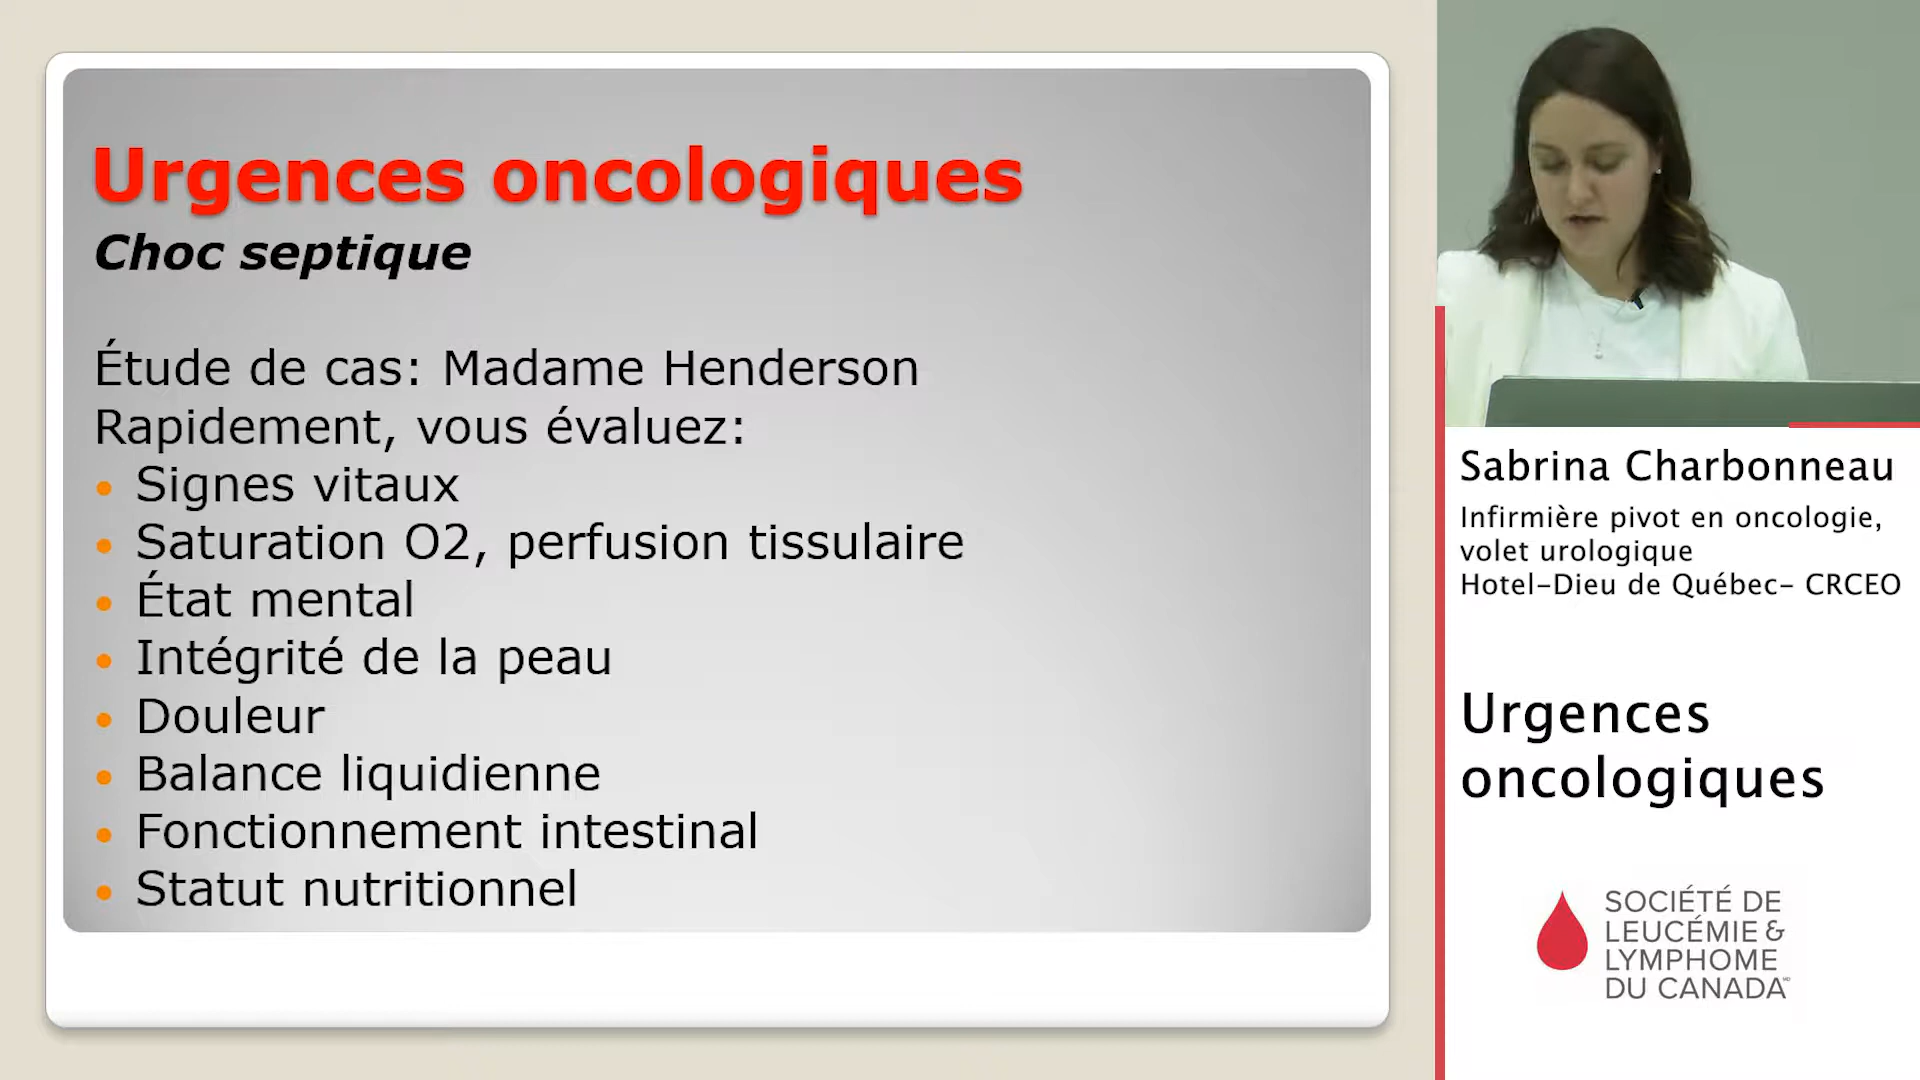 Urgences oncologiques
Choc septique
Étude de cas: Madame Henderson
Rapidement, vous évaluez:
• Signes vitaux
• Saturation O2, perfusion tissulaire
• État mental
• Intégrité de la peau
• Douleur
• Balance liquidienne
• Fonctionnement intestinal
• Statut nutritionnel
Sabrina Charbonneau
Infirmière pivot en oncologie,
volet urologique
Hotel-Dieu de Québec- CRCEO
Urgences
oncologiques
SOCIÉTÉ DE
LEUCÉMIE &
LYMPHOME
DU CANADA